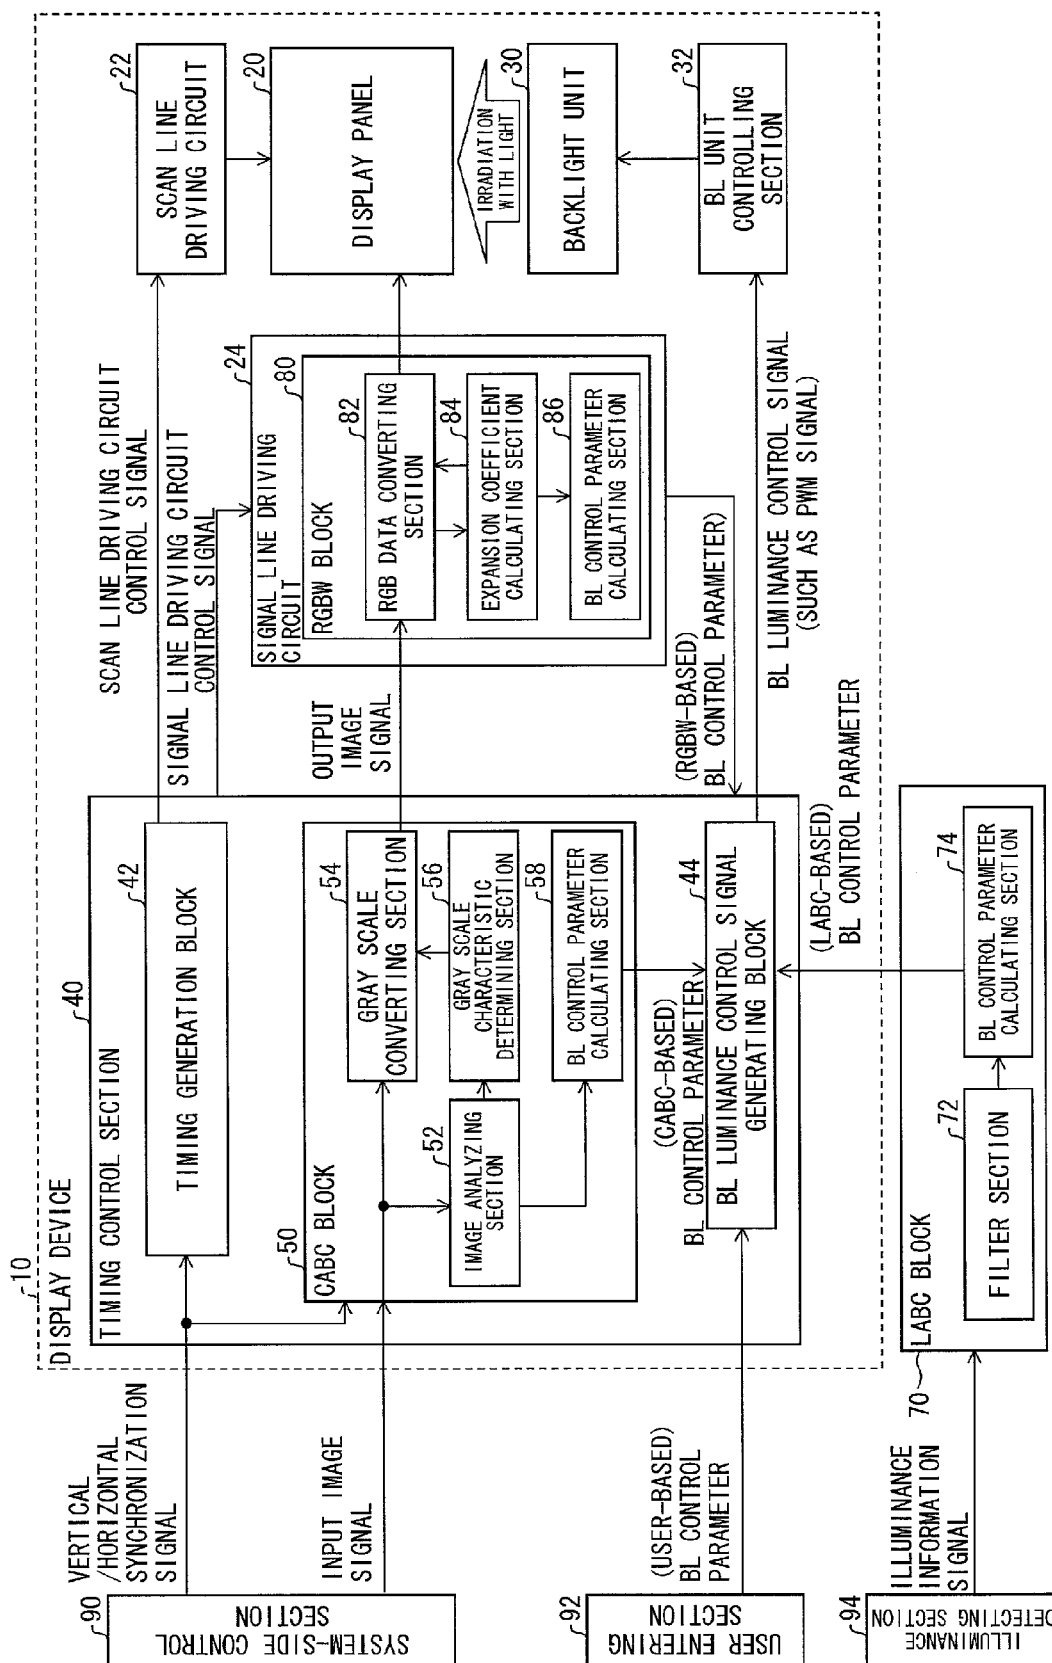 10
DISPLAY DEVICE
40
TIMING CONTROL SECTION
42
TIMING GENERATION BLOCK
50
CABC BLOCK
52
IMAGE ANALYZING
SECTION
54
GRAY SCALE
CONVERTING SECTION
56
GRAY SCALE
CHARACTERISTIC
DETERMINING SECTION
58
BL CONTROL PARAMETER
CALCULATING SECTION
(CABC-BASED)
BL CONTROL PARAMETER
44
BL LUMINANCE CONTROL SIGNAL
GENERATING BLOCK
90
SYSTEM-SIDE CONTROL
SECTION
VERTICAL
/HORIZONTAL
SYNCHRONIZATION
SIGNAL
INPUT IMAGE
SIGNAL
92
USER ENTERING
SECTION
(USER-BASED)
BL CONTROL
PARAMETER
94
ILLUMINANCE
DETECTING SECTION
ILLUMINANCE
INFORMATION
SIGNAL
70
LABC BLOCK
72
FILTER SECTION
74
BL CONTROL PARAMETER
CALCULATING SECTION
(LABC-BASED)
BL CONTROL PARAMETER
SCAN LINE DRIVING CIRCUIT
CONTROL SIGNAL
SIGNAL LINE DRIVING CIRCUIT
CONTROL SIGNAL
OUTPUT
IMAGE
SIGNAL
24
SIGNAL LINE DRIVING
CIRCUIT
80
RGBW BLOCK
82
RGB DATA CONVERTING
SECTION
84
EXPANSION COEFFICIENT
CALCULATING SECTION
86
BL CONTROL PARAMETER
CALCULATING SECTION
(RGBW-BASED)
BL CONTROL PARAMETER)
BL LUMINANCE CONTROL SIGNAL
(SUCH AS PWM SIGNAL)
22
SCAN LINE
DRIVING CIRCUIT
20
DISPLAY PANEL
IRRADIATION
WITH LIGHT
30
BACKLIGHT UNIT
32
BL UNIT
CONTROLLING
SECTION